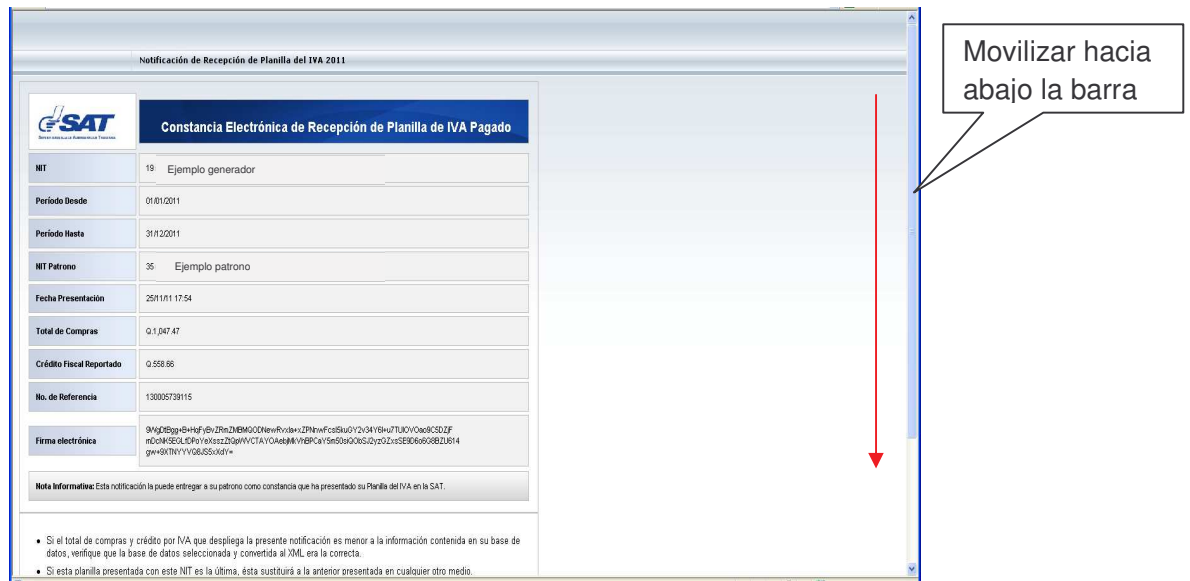 Notificación de Recepción de Planilla del IVA 2011
Movilizar hacia
abajo la barra
SAT
Constancia Electrónica de Recepción de Planilla de IVA Pagado
NIT 19 Ejemplo generador
Período Desde 01/01/2011
Período Hasta 31/12/2011
NIT Patrono 35 Ejemplo patrono
Fecha Presentación 25/11/11 17:54
Total de Compras Q.1,047.47
Crédito Fiscal Reportado Q.558.66
No. de Referencia 130005739115
Firma electrónica
Nota Informativa: Esta notificación la puede entregar a su patrono como constancia que ha presentado su Planilla del IVA en la SAT.
• Si el total de compras y crédito por IVA que despliega la presente notificación es menor a la información contenida en su base de
datos, verifique que la base de datos seleccionada y convertida al XML era la correcta.
• Si esta planilla presentada con este NIT es la última, ésta sustituirá a la anterior presentada en cualquier otro medio.